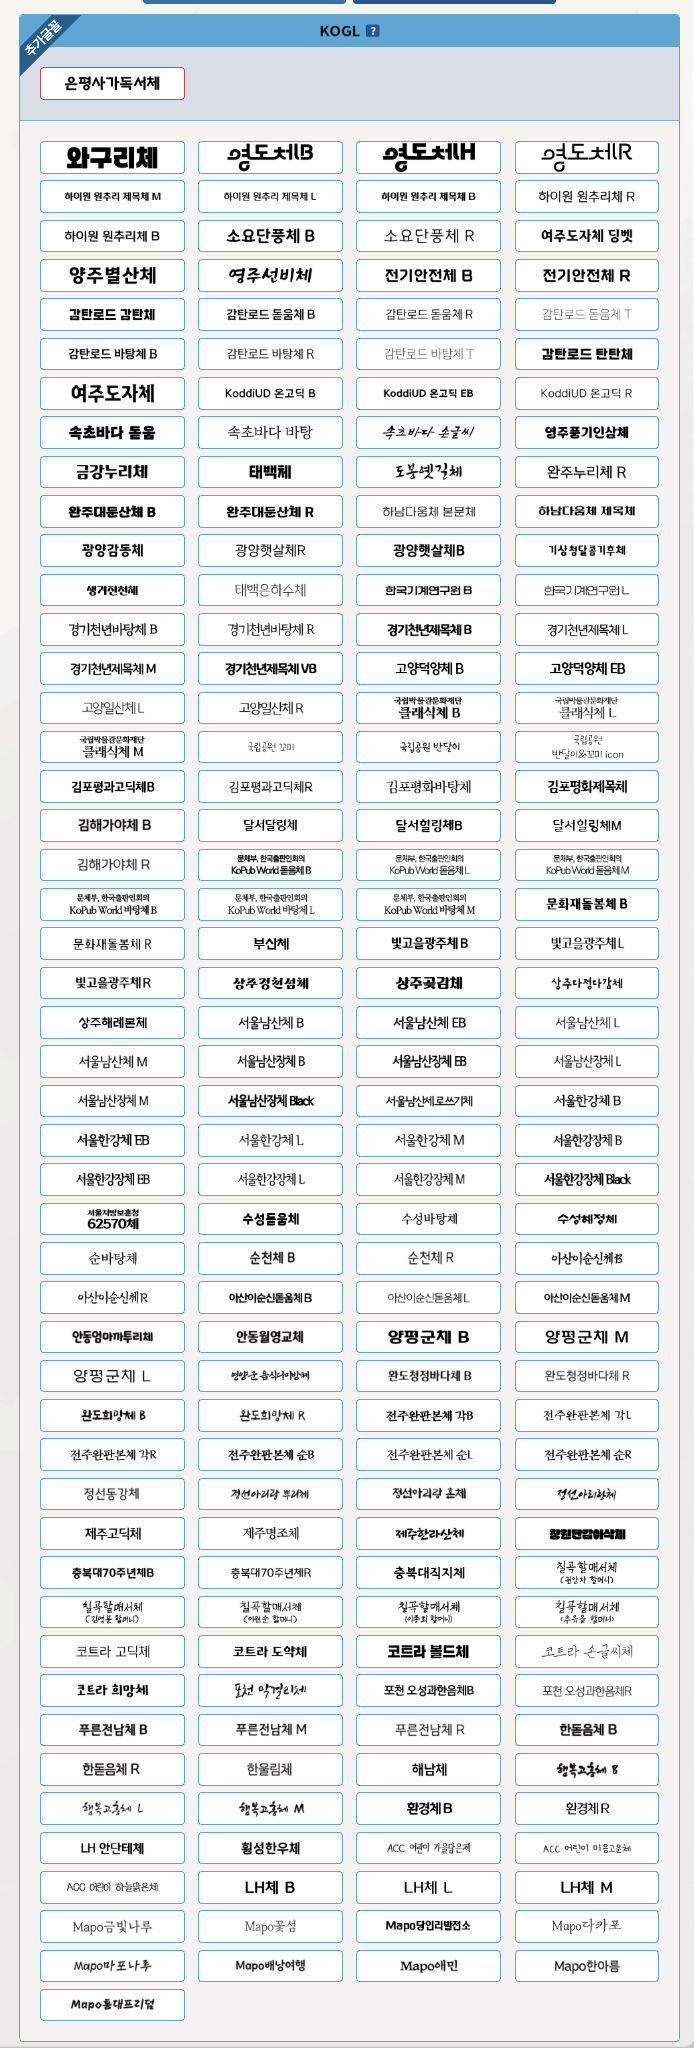 추가글꼴
KOGL ?
은평사가독서체
와구리체
영도체B
영도체H
영도체R
하이원 원추리 제목체 M
하이원 원추리 제목체 L
하이원 원추리 제목체 B
하이원 원추리체 R
하이원 원추리체 B
소요단풍체 B
소요단풍체 R
여주도자체 딩벳
양주별산체
영주선비체
전기안전체 B
전기안전체 R
감탄로드 감탄체
감탄로드 돋움체 B
감탄로드 돋움체 R
감탄로드 돋움체 T
감탄로드 바탕체 B
감탄로드 바탕체 R
감탄로드 바탕체 T
감탄로드 탄탄체
여주도자체
KoddiUD 온고딕 B
KoddiUD 온고딕 EB
KoddiUD 온고딕 R
속초바다 돋움
속초바다 바탕
속초바다 손글씨
영주풍기인삼체
금강누리체
태백체
도봉옛길체
완주누리체 R
완주대둔산체 B
완주대둔산체 R
하남다움체 본문체
하남다움체 제목체
광양감동체
광양햇살체R
광양햇살체B
기상청달콤기후체
생거진천체
태백은하수체
한국기계연구원 B
한국기계연구원 L
경기천년바탕체 B
경기천년바탕체 R
경기천년제목체 B
경기천년제목체 L
경기천년제목체 M
경기천년제목체 VB
고양덕양체 B
고양덕양체 EB
고양일산체 L
고양일산체 R
국립박물관문화재단
클래식체 B
국립박물관문화재단
클래식체 L
국립박물관문화재단
클래식체 M
국립공원 꼬미
국립공원 반달이
국립공원
반달이&꼬미 icon
김포평과고딕체B
김포평과고딕체R
김포평화바탕체
김포평화제목체
김해가야체 B
달서달링체
달서힐링체B
달서힐링체M
김해가야체 R
문체부, 한국출판인회의
KoPub World 돋움체 B
문체부, 한국출판인회의
KoPub World 돋움체 L
문체부, 한국출판인회의
KoPub World 돋움체 M
문체부, 한국출판인회의
KoPub World 바탕체 B
문체부, 한국출판인회의
KoPub World 바탕체 L
문체부, 한국출판인회의
KoPub World 바탕체 M
문화재돌봄체 B
문화재돌봄체 R
부산체
빛고을광주체 B
빛고을광주체 L
빛고을광주체 R
상주경천섬체
상주곶감체
상주다정다감체
상주해례본체
서울남산체 B
서울남산체 EB
서울남산체 L
서울남산체 M
서울남산장체 B
서울남산장체 EB
서울남산장체 L
서울남산장체 M
서울남산장체 Black
서울남산체로쓰기체
서울한강체 B
서울한강체 EB
서울한강체 L
서울한강체 M
서울한강장체 B
서울한강장체 EB
서울한강장체 L
서울한강장체 M
서울한강장체 Black
서울지방보훈청
62570체
수성돋움체
수성바탕체
수성혜정체
순바탕체
순천체 B
순천체 R
아산이순신체B
아산이순신체R
아산이순신돋움체 B
아산이순신돋움체 L
아산이순신돋움체 M
안동엄마까투리체
안동월영교체
양평군체 B
양평군체 M
양평군체 L
영양군 음식디미방체
완도청정바다체 B
완도청정바다체 R
완도희망체 B
완도희망체 R
전주완판본체 각B
전주완판본체 각L
전주완판본체 각R
전주완판본체 순B
전주완판본체 순L
전주완판본체 순R
정선동강체
정선아리랑 뿌리체
정선아리랑 혼체
정선아리랑체
제주고딕체
제주명조체
제주한라산체
창원단감아삭체
충북대70주년체B
충북대70주년체R
충북대직지체
칠곡할매서체
(권안자 할머니)
칠곡할매서체
(김영분 할머니)
칠곡할매서체
(이원순 할머니)
칠곡할매서체
(이종희 할머니)
칠곡할매서체
(추유을 할머니)
코트라 고딕체
코트라 도약체
코트라 볼드체
코트라 손글씨체
코트라 희망체
포천 막걸리체
포천 오성과한음체B
포천 오성과한음체R
푸른전남체 B
푸른전남체 M
푸른전남체 R
한돋음체 B
한돋음체 R
한울림체
해남체
행복고흥체 B
행복고흥체 L
행복고흥체 M
환경체 B
환경체 R
LH 안단테체
횡성한우체
ACC 어린이 가을닮은체
ACC 어린이 마음고운체
ACC 어린이 하늘맑은체
LH체 B
LH체 L
LH체 M
Mapo금빛나루
Mapo꽃섬
Mapo당인리발전소
Mapo다카포
Mapo마포나루
Mapo배낭여행
Mapo애민
Mapo한아름
Mapo홍대프리덤